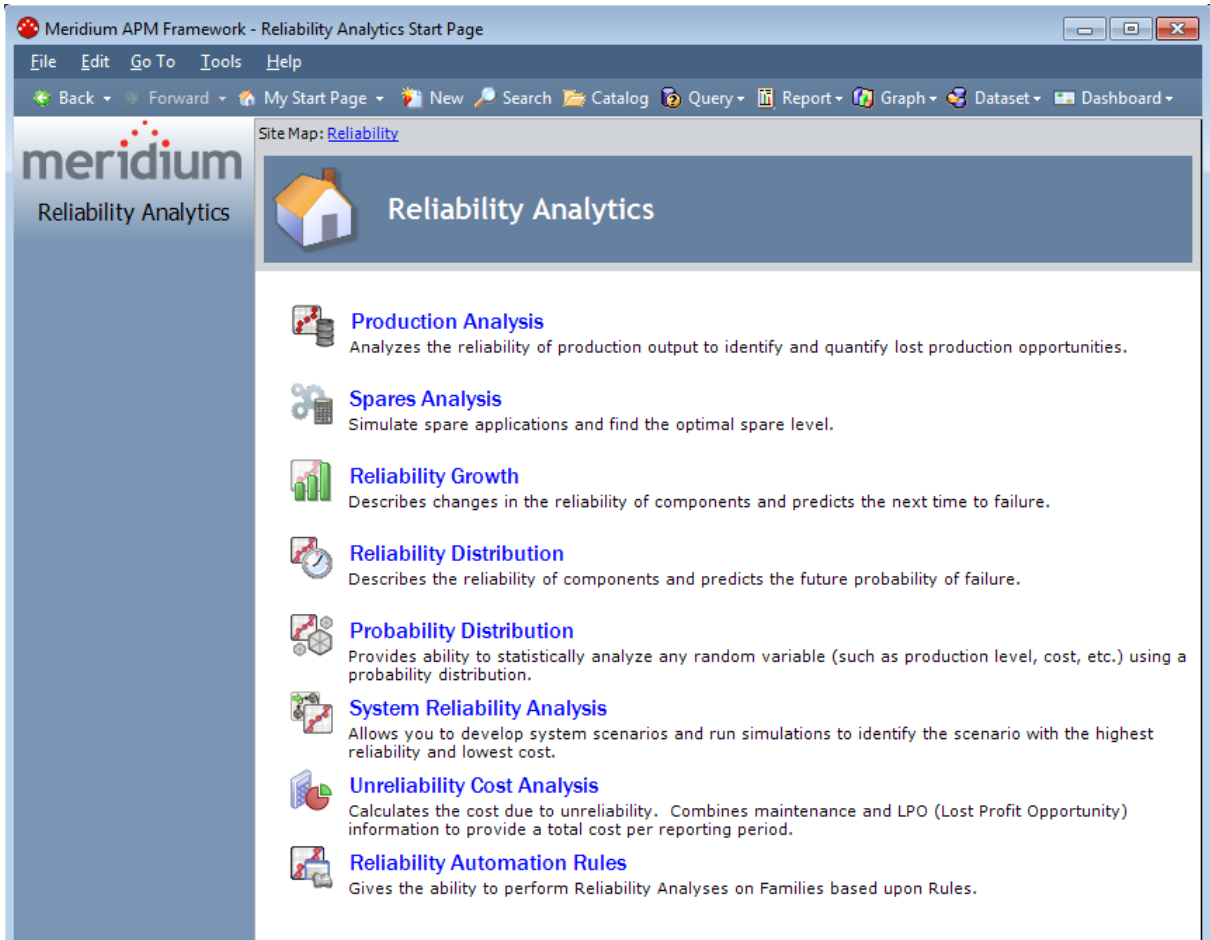 Meridium APM Framework - Reliability Analytics Start Page
File Edit Go To Tools Help
Back Forward My Start Page New Search Catalog Query Report Graph Dataset Dashboard
meridium
Reliability Analytics
Site Map: Reliability
Reliability Analytics
Production Analysis
Analyzes the reliability of production output to identify and quantify lost production opportunities.
Spares Analysis
Simulate spare applications and find the optimal spare level.
Reliability Growth
Describes changes in the reliability of components and predicts the next time to failure.
Reliability Distribution
Describes the reliability of components and predicts the future probability of failure.
Probability Distribution
Provides ability to statistically analyze any random variable (such as production level, cost, etc.) using a
probability distribution.
System Reliability Analysis
Allows you to develop system scenarios and run simulations to identify the scenario with the highest
reliability and lowest cost.
Unreliability Cost Analysis
Calculates the cost due to unreliability.  Combines maintenance and LPO (Lost Profit Opportunity)
information to provide a total cost per reporting period.
Reliability Automation Rules
Gives the ability to perform Reliability Analyses on Families based upon Rules.